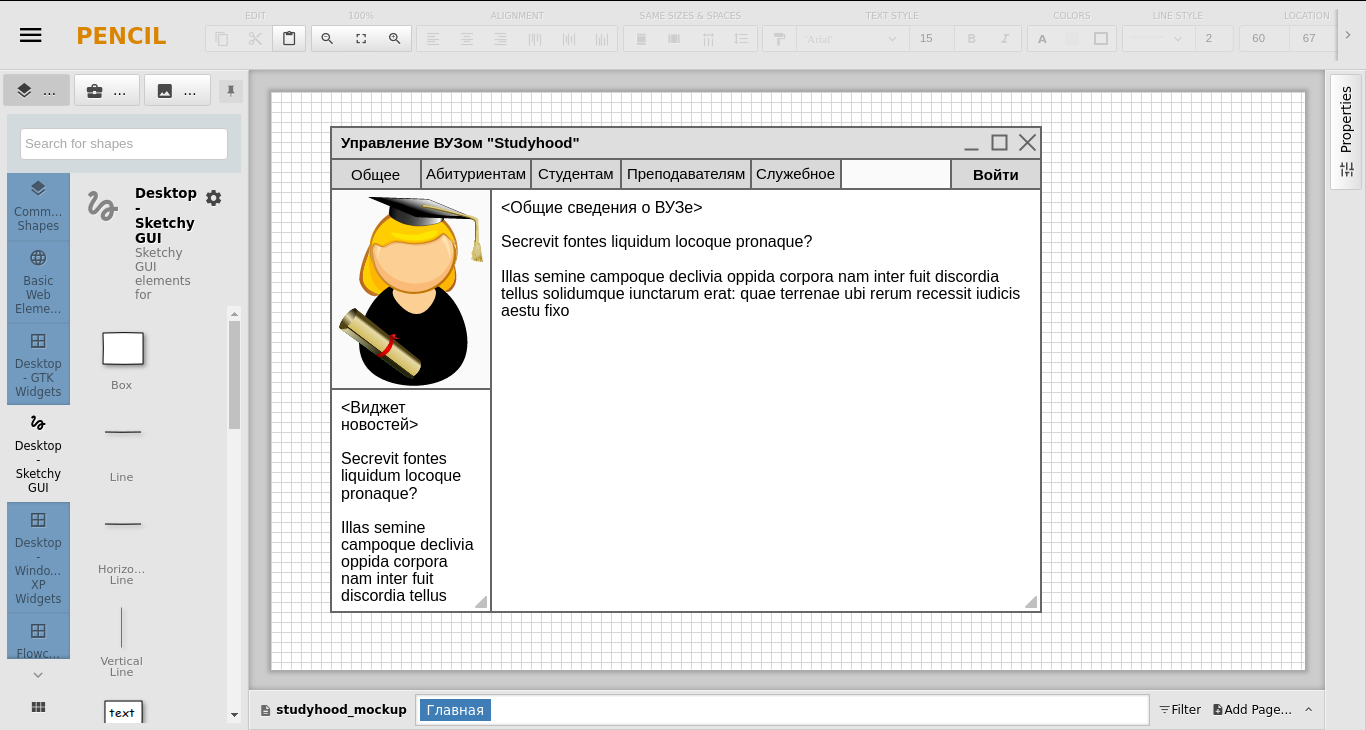 EDIT
100%
ALIGNMENT
SAME SIZES & SPACES
TEXT STYLE
COLORS
LINE STYLE
LOCATION
PENCIL
"Arial"
15
B
I
A
2
60
67
...
...
...
Search for shapes
Comm...
Shapes
Basic
Web
Eleme...
Desktop
- GTK
Widgets
Desktop
-
Sketchy
GUI
Desktop
-
Windo...
XP
Widgets
Flowc...
Desktop
-
Sketchy
GUI
Sketchy
GUI
elements
for
Box
Line
Horizo...
Line
Vertical
Line
text
Управление ВУЗом "Studyhood"
Общее
Абитуриентам
Студентам
Преподавателям
Служебное
Войти
<Общие сведения о ВУЗе>
Secrevit fontes liquidum locoque pronaque?
Illas semine campoque declivia oppida corpora nam inter fuit discordia
tellus solidumque iunctarum erat: quae terrenae ubi rerum recessit iudicis
aestu fixo
<Виджет
новостей>
Secrevit fontes
liquidum locoque
pronaque?
Illas semine
campoque declivia
oppida corpora
nam inter fuit
discordia tellus
Properties
studyhood_mockup
Главная
Filter
Add Page...